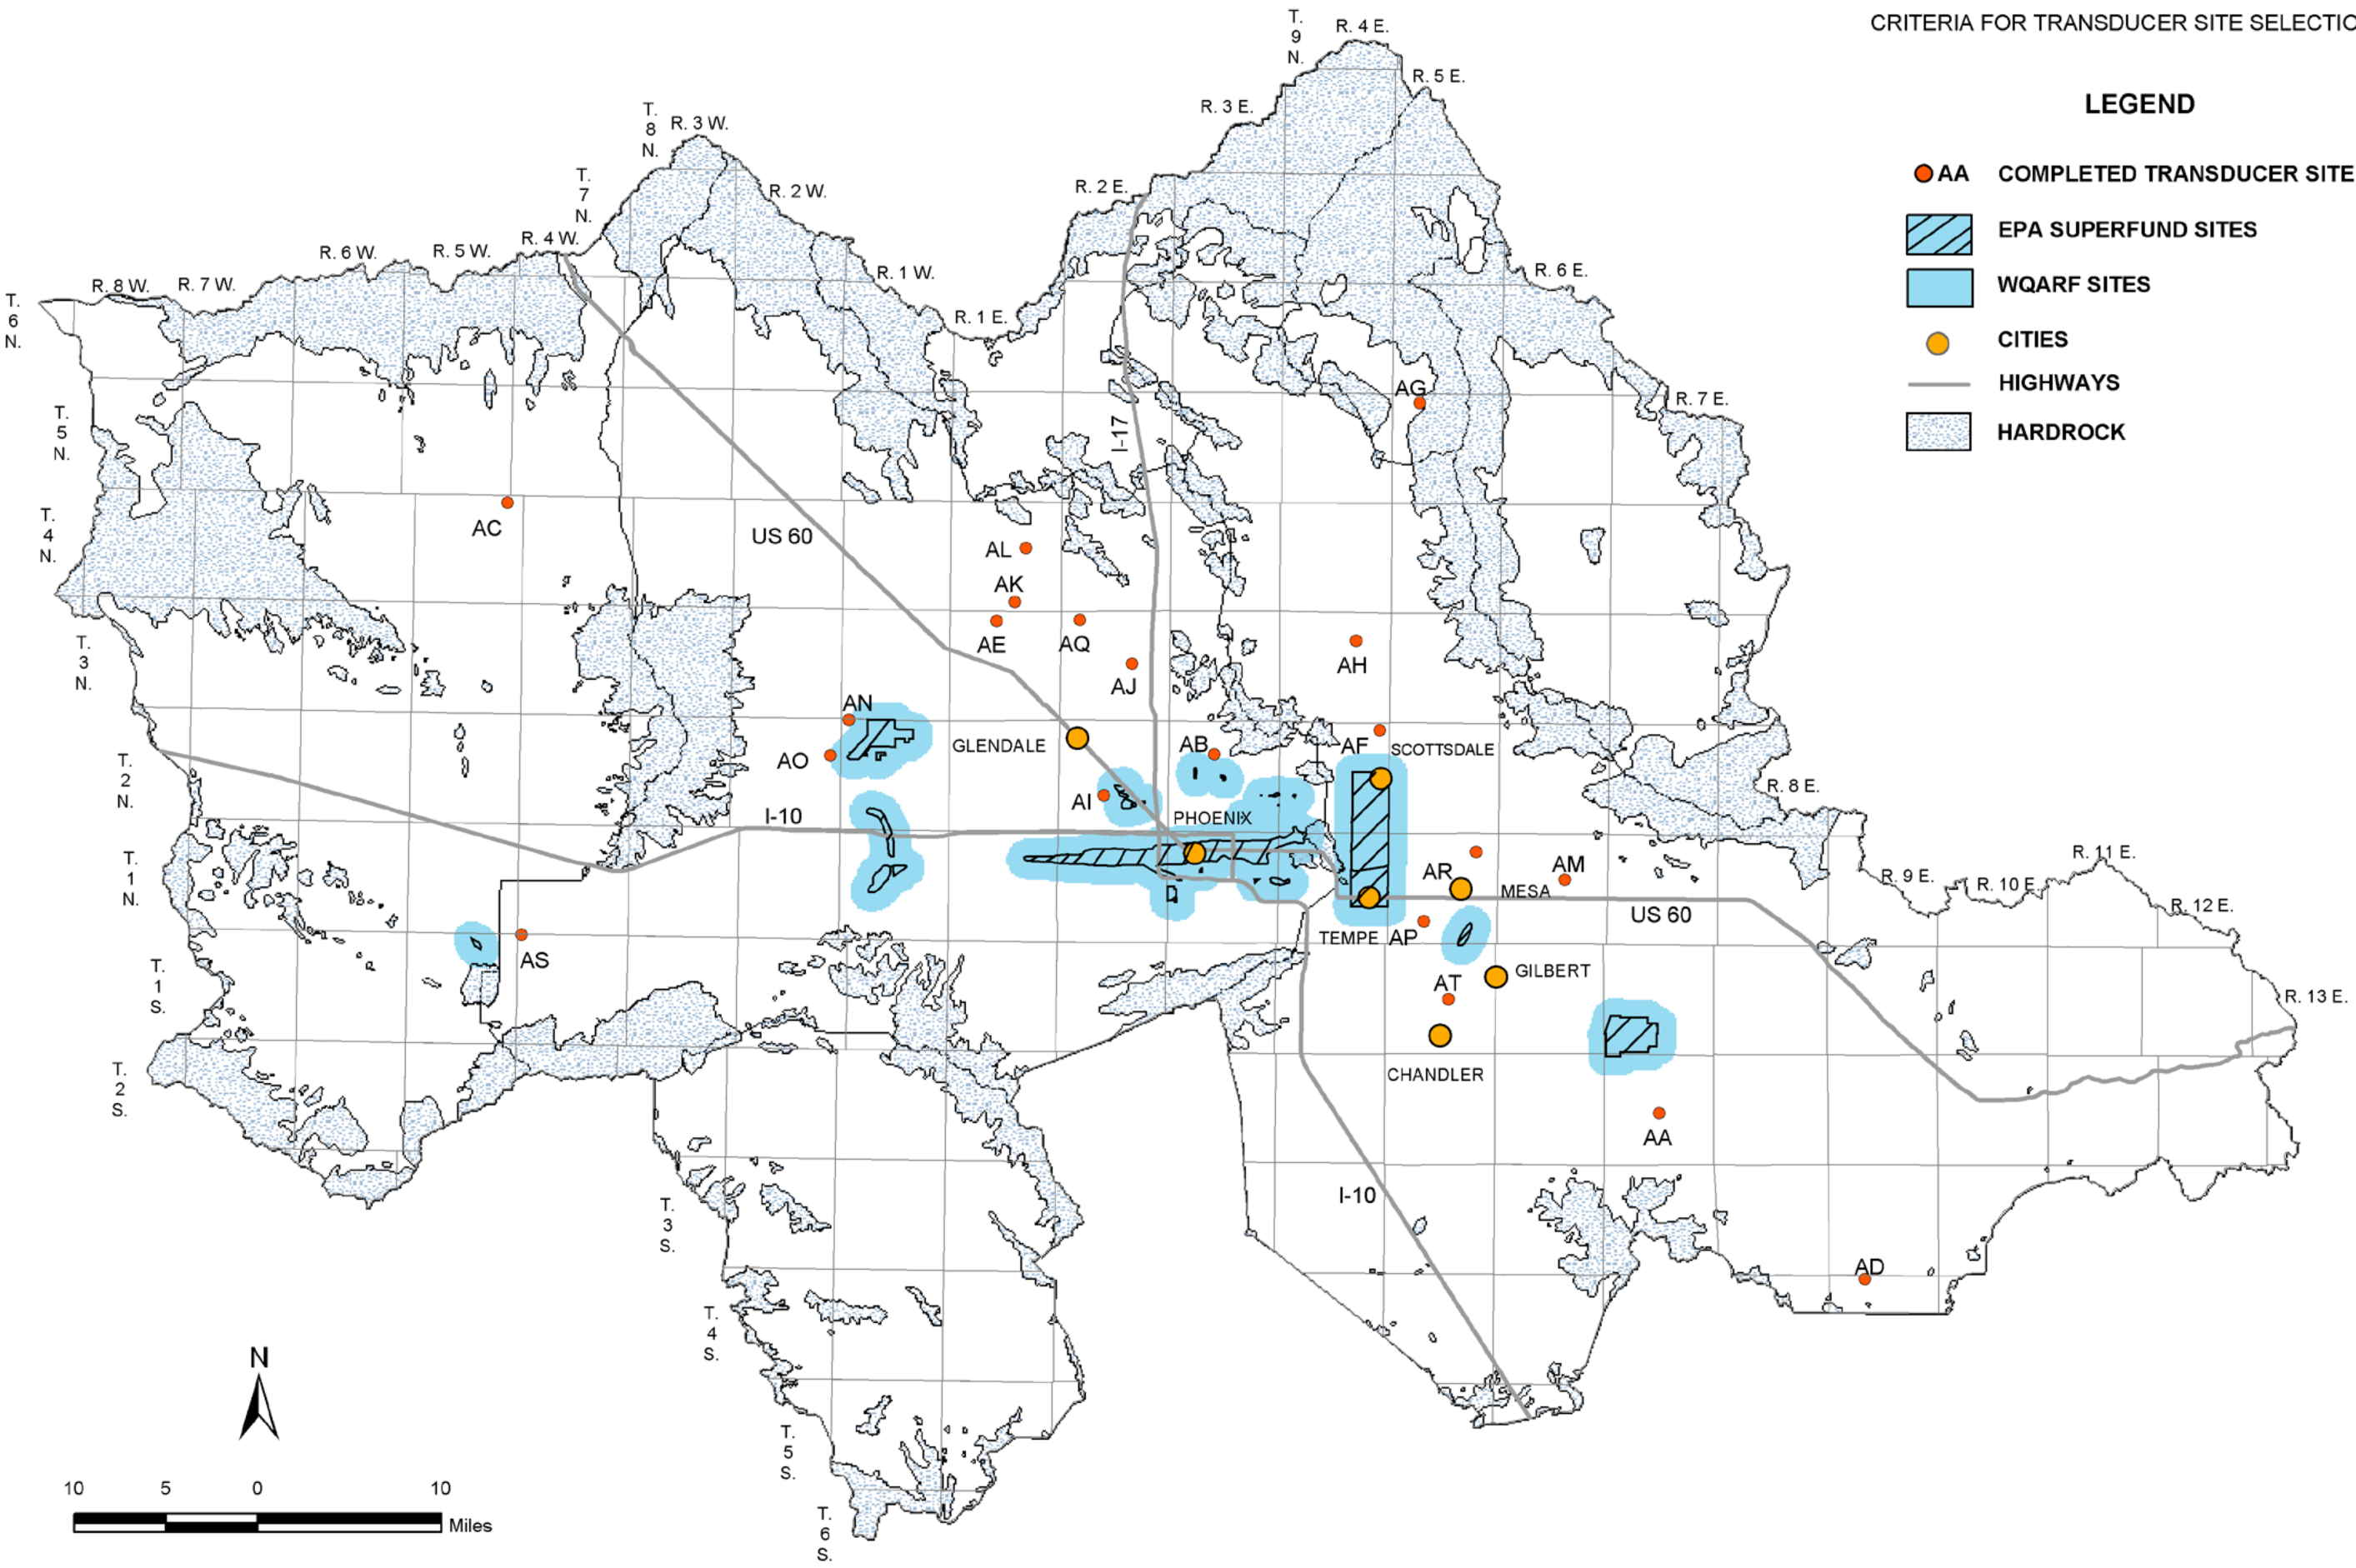 CRITERIA FOR TRANSDUCER SITE SELECTIO
LEGEND
AA COMPLETED TRANSDUCER SITE
EPA SUPERFUND SITES
WQARF SITES
CITIES
HIGHWAYS
HARDROCK
T.
9
N.
R. 4 E.
R. 5 E.
R. 3 E.
T.
8
N.
R. 3 W.
T.
7
N.
R. 2 W.
R. 2 E.
R. 6 W.
R. 5 W.
R. 4 W.
R. 1 W.
R. 6 E.
R. 8 W.
R. 7 W.
T.
6
N.
R. 1 E.
AG
R. 7 E.
T.
5
N.
I-17
T.
4
N.
AC
US 60
AL
AK
AE
AQ
T.
3
N.
AH
AJ
AN
GLENDALE
AB
AF
SCOTTSDALE
AO
T.
2
N.
R. 8 E.
AI
I-10
PHOENIX
T.
1
N.
AR
AM
R. 9 E.
R. 10 E.
R. 11 E.
MESA
US 60
R. 12 E.
TEMPE
AP
AS
T.
1
S.
AT
GILBERT
R. 13 E.
CHANDLER
T.
2
S.
AA
I-10
T.
3
S.
AD
T.
4
S.
N
T.
5
S.
10 5 0 10
Miles
T.
6
S.